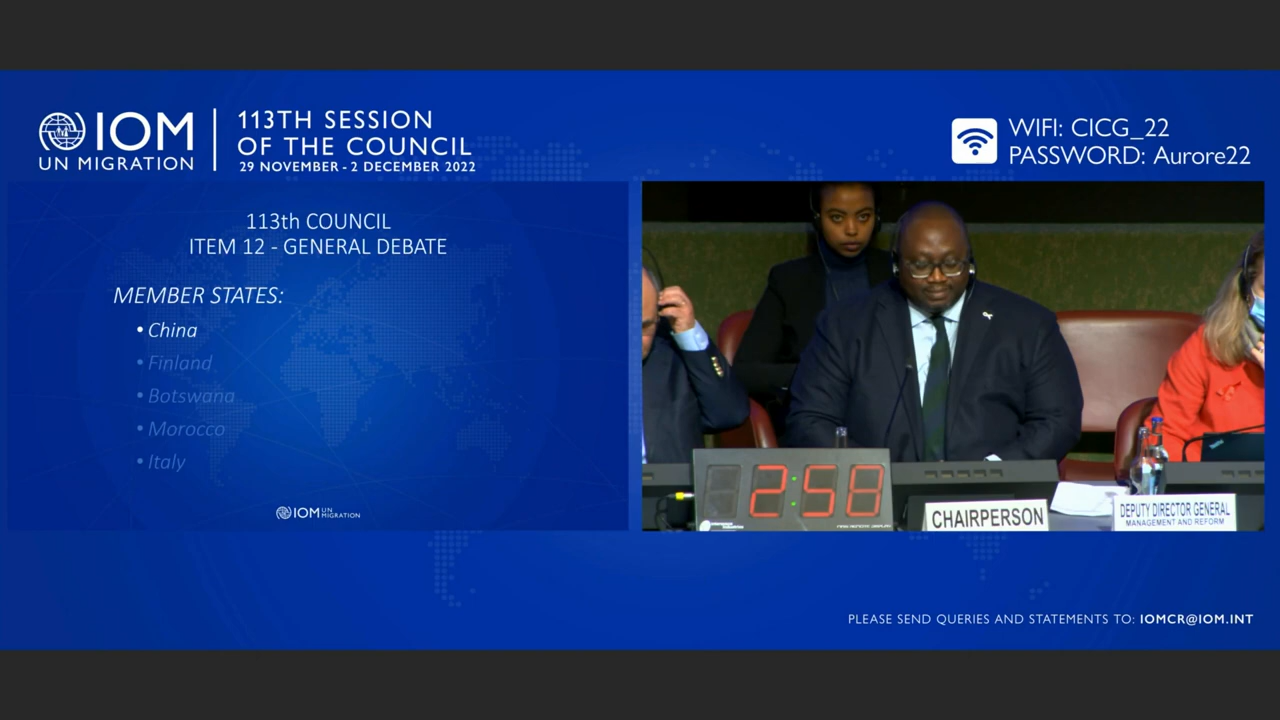 IOM
UN MIGRATION
113TH SESSION
OF THE COUNCIL
29 NOVEMBER - 2 DECEMBER 2022
WIFI: CICG_22
PASSWORD: Aurore22
113th COUNCIL
ITEM 12 - GENERAL DEBATE
MEMBER STATES:
• China
• Finland
• Botswana
• Morocco
• Italy
IOM UN MIGRATION
2:58
CHAIRPERSON
DEPUTY DIRECTOR GENERAL
MANAGEMENT AND REFORM
PLEASE SEND QUERIES AND STATEMENTS TO: IOMCR@IOM.INT